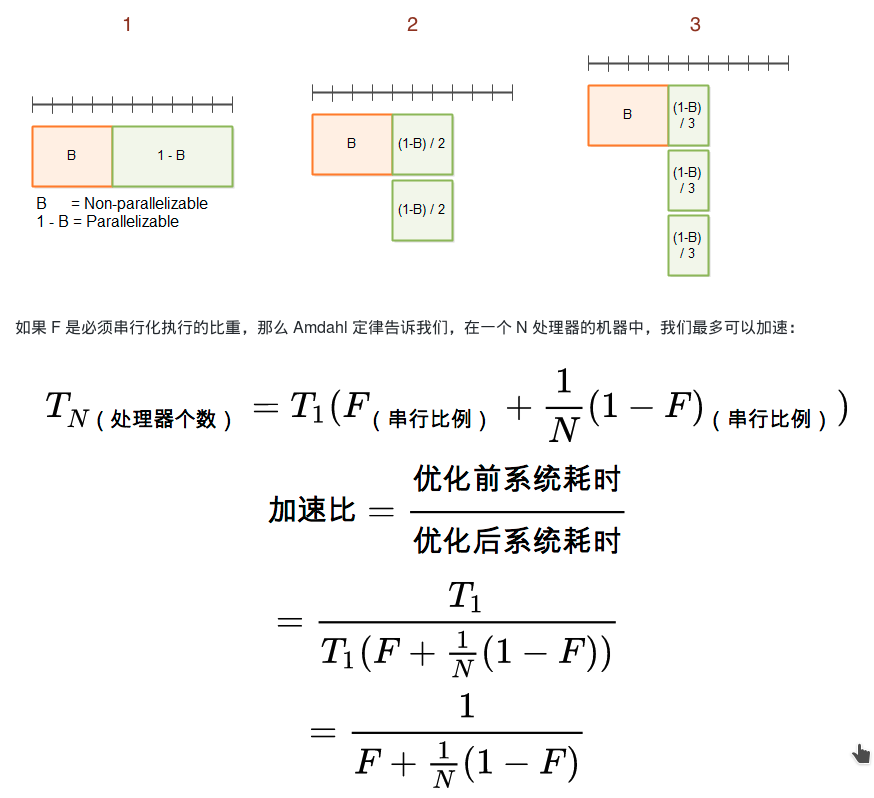 1
2
3
B
1 - B
B = Non-parallelizable
1 - B = Parallelizable
B
(1-B) / 2
(1-B) / 2
B
(1-B)
/ 3
(1-B)
/ 3
(1-B)
/ 3
如果 F 是必须串行化执行的比重，那么 Amdahl 定律告诉我们，在一个 N 处理器的机器中，我们最多可以加速：
T_N（处理器个数） = T_1(F（串行比例） + \frac{1}{N}(1 − F)（串行比例）)
加速比 = \frac{优化前系统耗时}{优化后系统耗时}
= \frac{T_1}{T_1(F + \frac{1}{N}(1 − F))}
= \frac{1}{F + \frac{1}{N}(1 − F)}